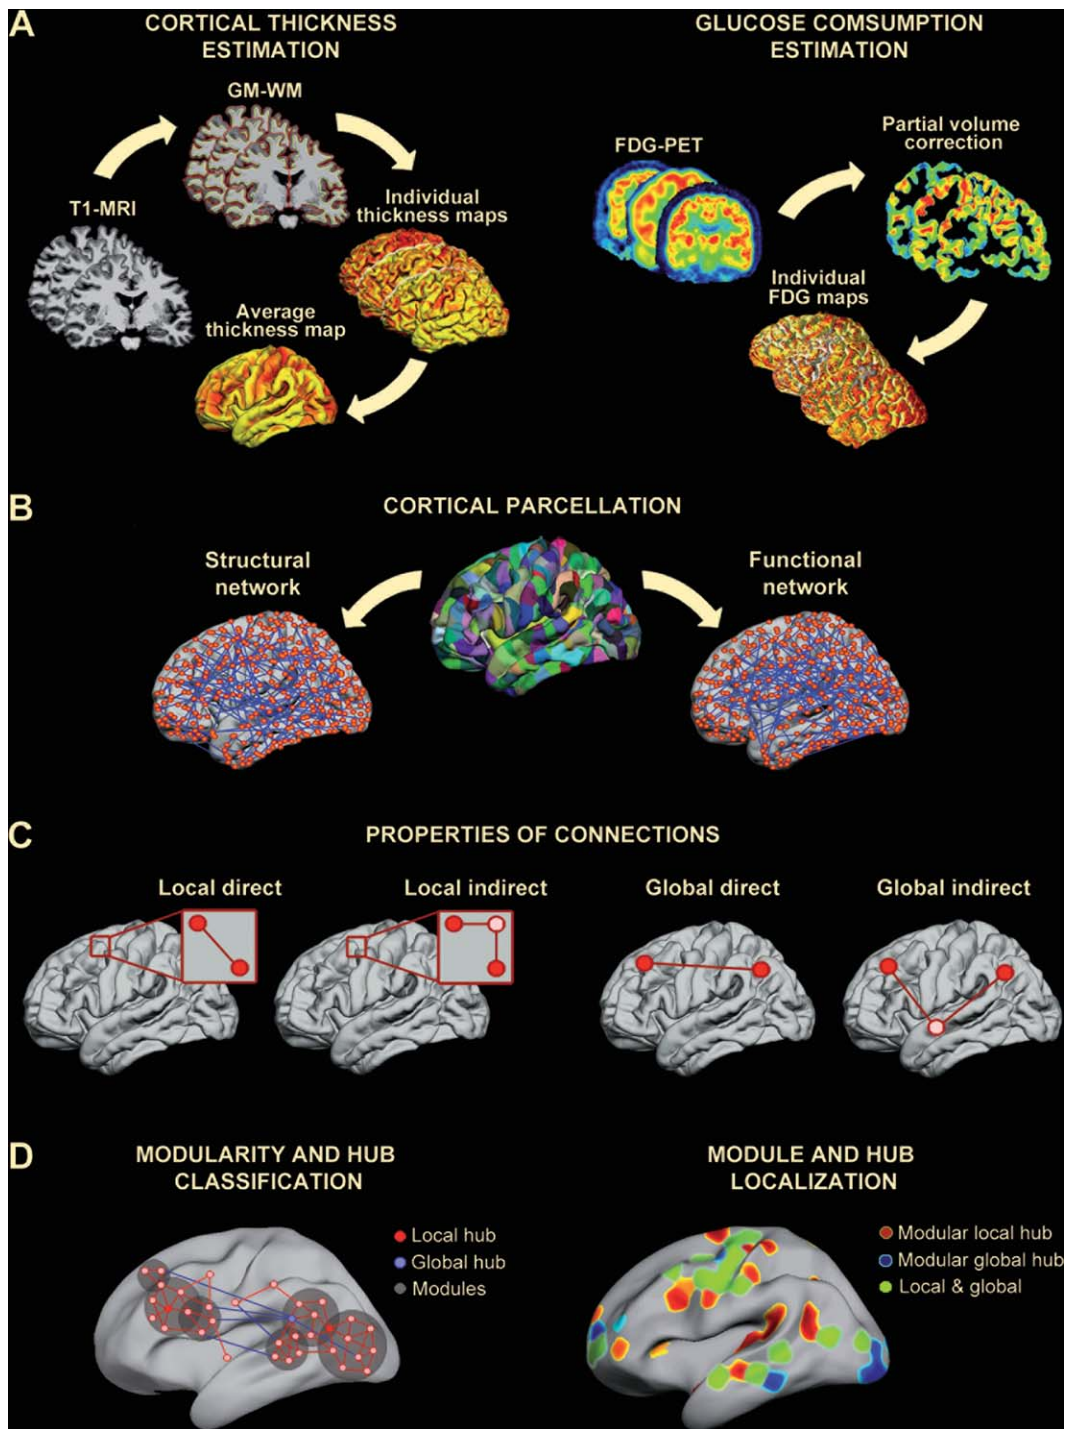 A
CORTICAL THICKNESS
ESTIMATION
GM-WM
T1-MRI
Individual
thickness maps
Average
thickness map
GLUCOSE COMSUMPTION
ESTIMATION
FDG-PET
Partial volume
correction
Individual
FDG maps
B
CORTICAL PARCELLATION
Structural
network
Functional
network
C
PROPERTIES OF CONNECTIONS
Local direct
Local indirect
Global direct
Global indirect
D
MODULARITY AND HUB
CLASSIFICATION
Local hub
Global hub
Modules
MODULE AND HUB
LOCALIZATION
Modular local hub
Modular global hub
Local & global